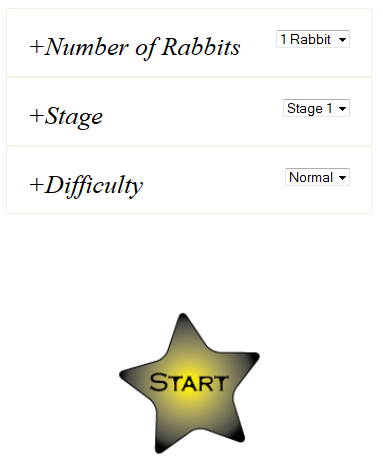 +Number of Rabbits 1 Rabbit
+Stage Stage 1
+Difficulty Normal
START